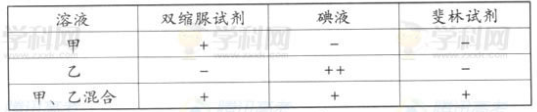 溶液 双缩脲试剂 碘液 斐林试剂
甲 + - -
乙 - ++ -
甲、乙混合 + + +